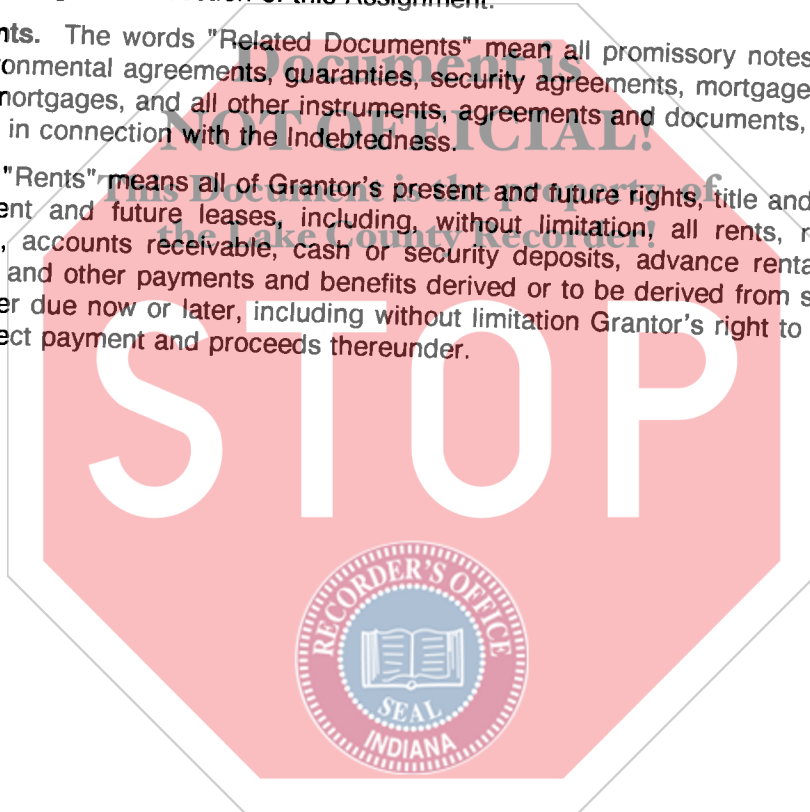 this Assignment.
nts. The words "Related Documents" mean all promissory notes
onmental agreements, guaranties, security agreements, mortgage
nortgages, and all other instruments, agreements and documents,
in connection with the Indebtedness.
"Rents" means all of Grantor's present and future rights, title and
ent and future leases, including, without limitation, all rents, r
, accounts receivable, cash or security deposits, advance renta
and other payments and benefits derived or to be derived from s
er due now or later, including without limitation Grantor's right to
ect payment and proceeds thereunder.
Document is
NOT OFFICIAL!
This Document is the property of
the Lake County Recorder!
STOP
RECORDER'S OFFICE
SEAL
INDIANA